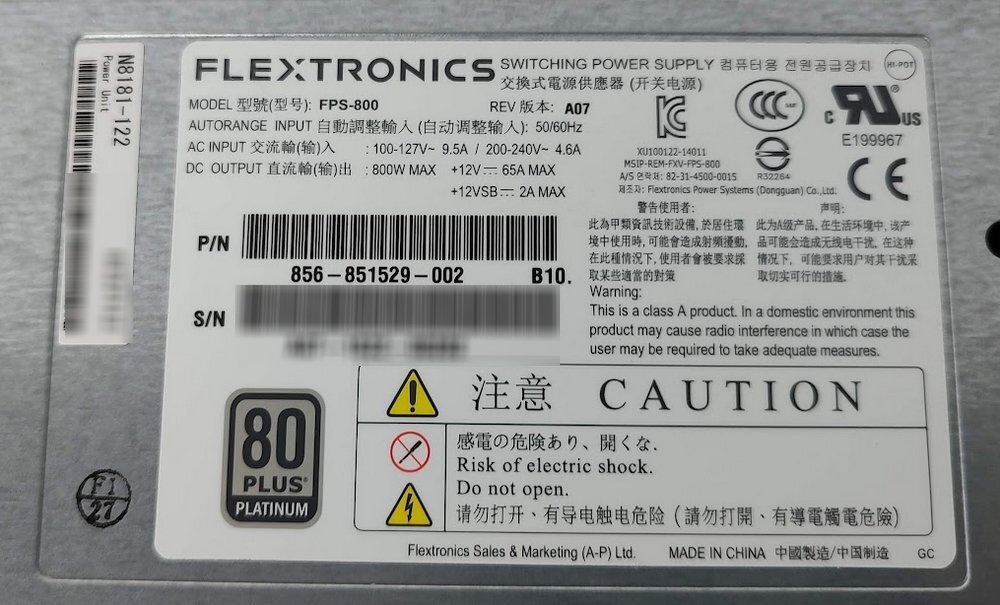 N8181-122
Power Unit
FLEXTRONICS
SWITCHING POWER SUPPLY 컴퓨터용 전원공급장치
交換式電源供應器 (开关电源)
HI-POT
MODEL 型號(型号): FPS-800
REV 版本: A07
AUTORANGE INPUT 自動調整輸入 (自动调整输入): 50/60Hz
AC INPUT 交流輸(输)入 : 100-127V~ 9.5A / 200-240V~ 4.6A
DC OUTPUT 直流輸(输)出 : 800W MAX +12V⎓ 65A MAX
+12VSB⎓ 2A MAX
XU100122-14011
MSIP-REM-FXV-FPS-800
A/S 연락처: 82-31-4500-0015
제조자: Flextronics Power Systems (Dongguan) Co.,Ltd.
CCC
R32264
c RU us
E199967
CE
P/N
856-851529-002 B10.
S/N
警告使用者:
此為甲類資訊技術設備, 於居住環
境中使用時, 可能會造成射頻擾動,
在此種情況下, 使用者會被要求採
取某些適當的對策
声明:
此为A级产品, 在生活环境中, 该产
品可能会造成无线电干扰. 在这种
情况下, 可能要求用户对其干扰采
取切实可行的措施.
Warning:
This is a class A product. In a domestic environment this
product may cause radio interference in which case the
user may be required to take adequate measures.
80
PLUS®
PLATINUM
注意 CAUTION
感電の危険あり、開くな.
Risk of electric shock.
Do not open.
请勿打开、有导电触电危险 (請勿打開、有導電觸電危險)
Flextronics Sales & Marketing (A-P) Ltd.
MADE IN CHINA 中國製造/中国制造
GC
F1
27